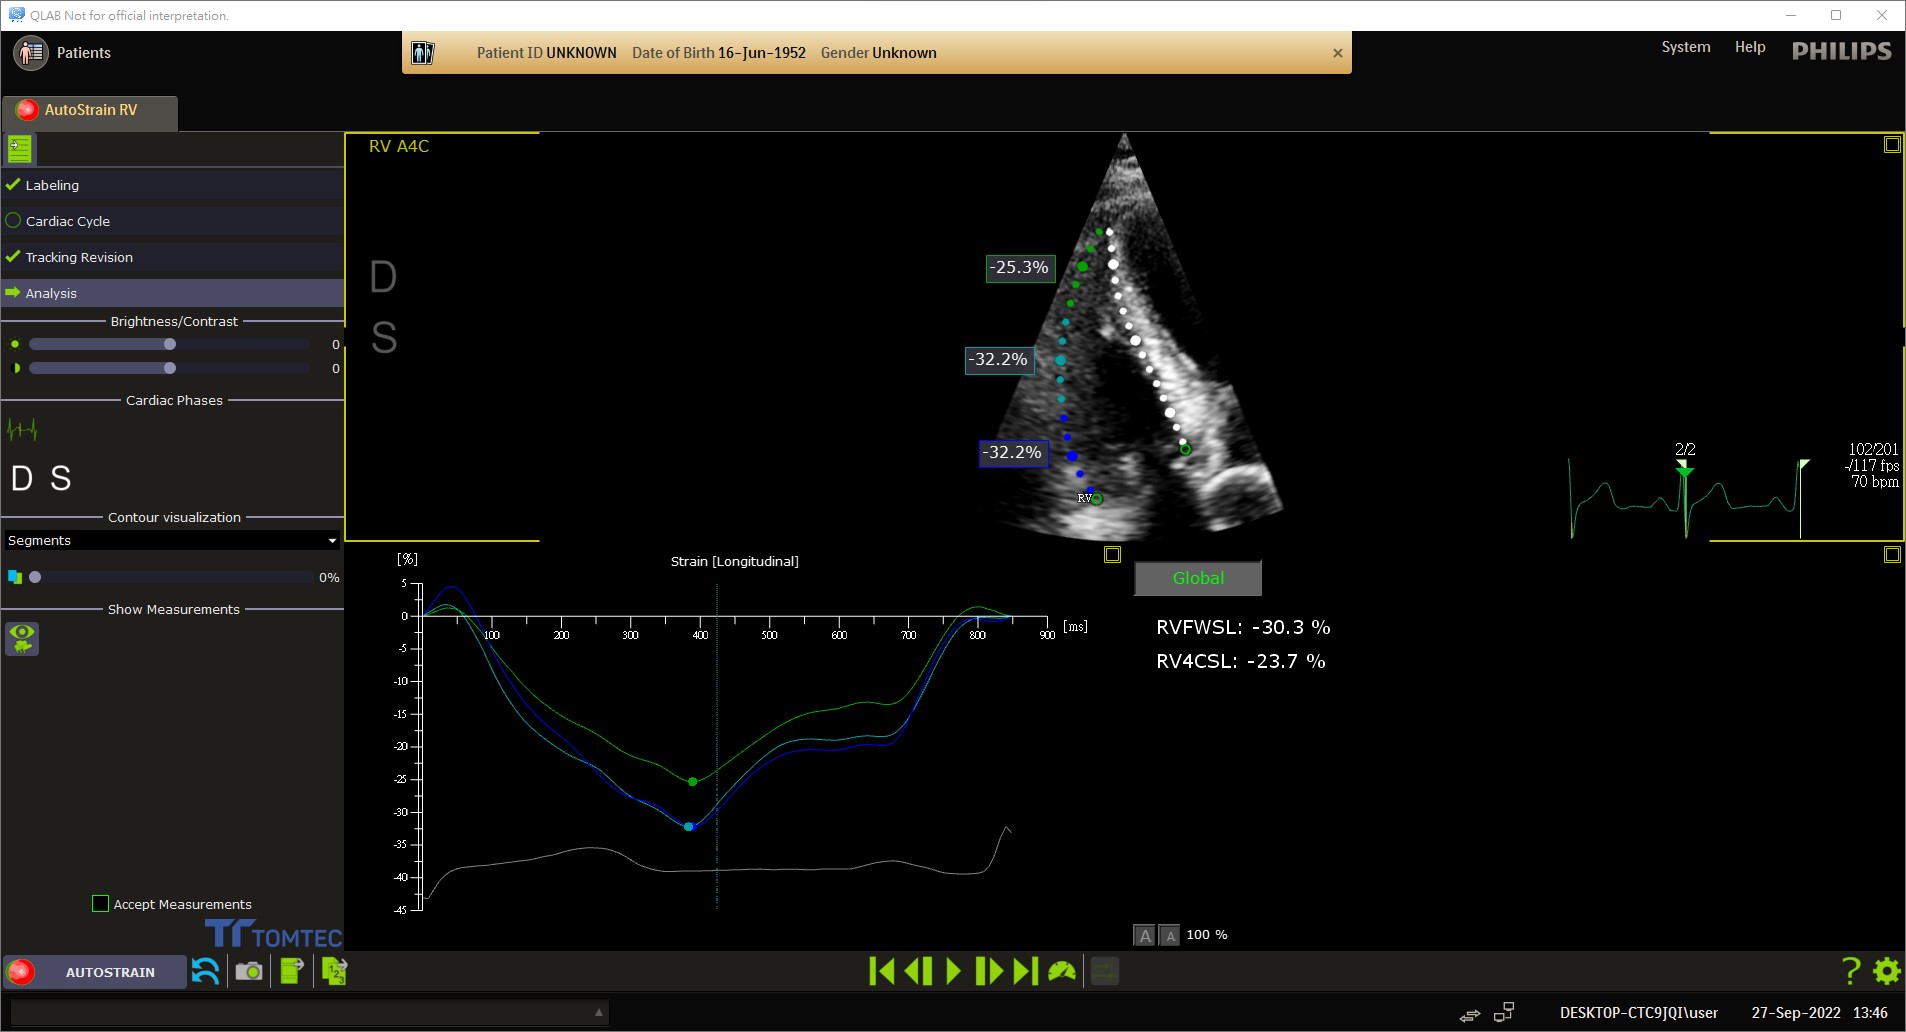 QLAB Not for official interpretation.
Patients
Patient ID UNKNOWN Date of Birth 16-Jun-1952 Gender Unknown
System Help PHILIPS
AutoStrain RV
Labeling
Cardiac Cycle
Tracking Revision
Analysis
Brightness/Contrast
0
0
Cardiac Phases
D S
Contour visualization
Segments
0%
Show Measurements
Accept Measurements
TOMTEC
RV A4C
D
S
-25.3%
-32.2%
-32.2%
RV
2/2
102/201
-/117 fps
70 bpm
[%]
Strain [Longitudinal]
5
0
-5
-10
-15
-20
-25
-30
-35
-40
-45
100 200 300 400 500 600 700 800 900 [ms]
Global
RVFWSL: -30.3 %
RV4CSL: -23.7 %
A A 100 %
AUTOSTRAIN
1 2 3
?
DESKTOP-CTC9JQI\user 27-Sep-2022 13:46